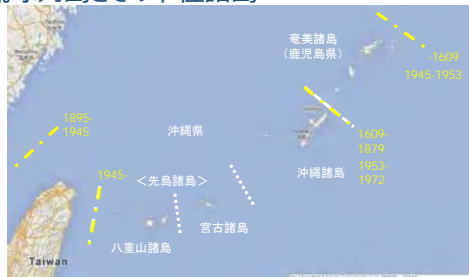 奄美諸島
(鹿児島県)
-1609
1945-1953
1895-
1945
沖縄県
1609-
1879
1953-
1972
沖縄諸島
1945-
＜先島諸島＞
宮古諸島
八重山諸島
Taiwan